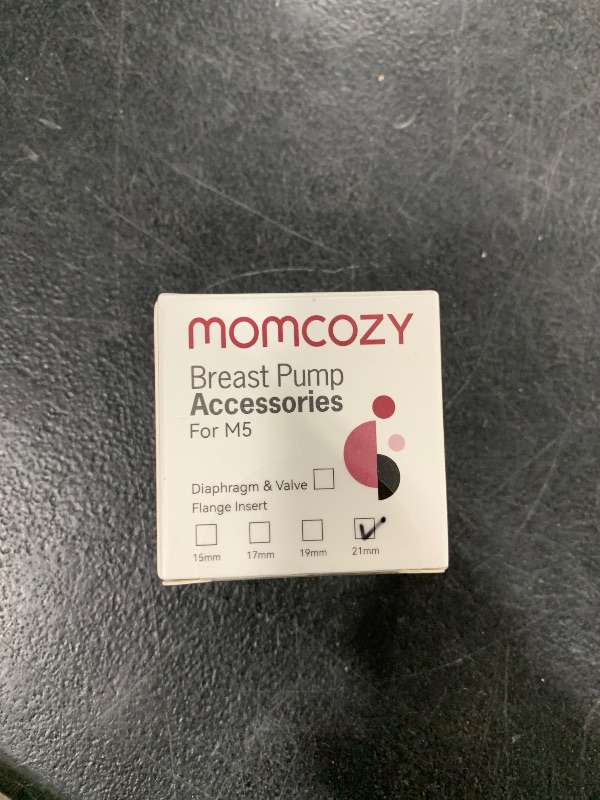 momcozy
Breast Pump
Accessories
For M5
Diaphragm & Valve
Flange Insert
15mm 17mm 19mm 21mm